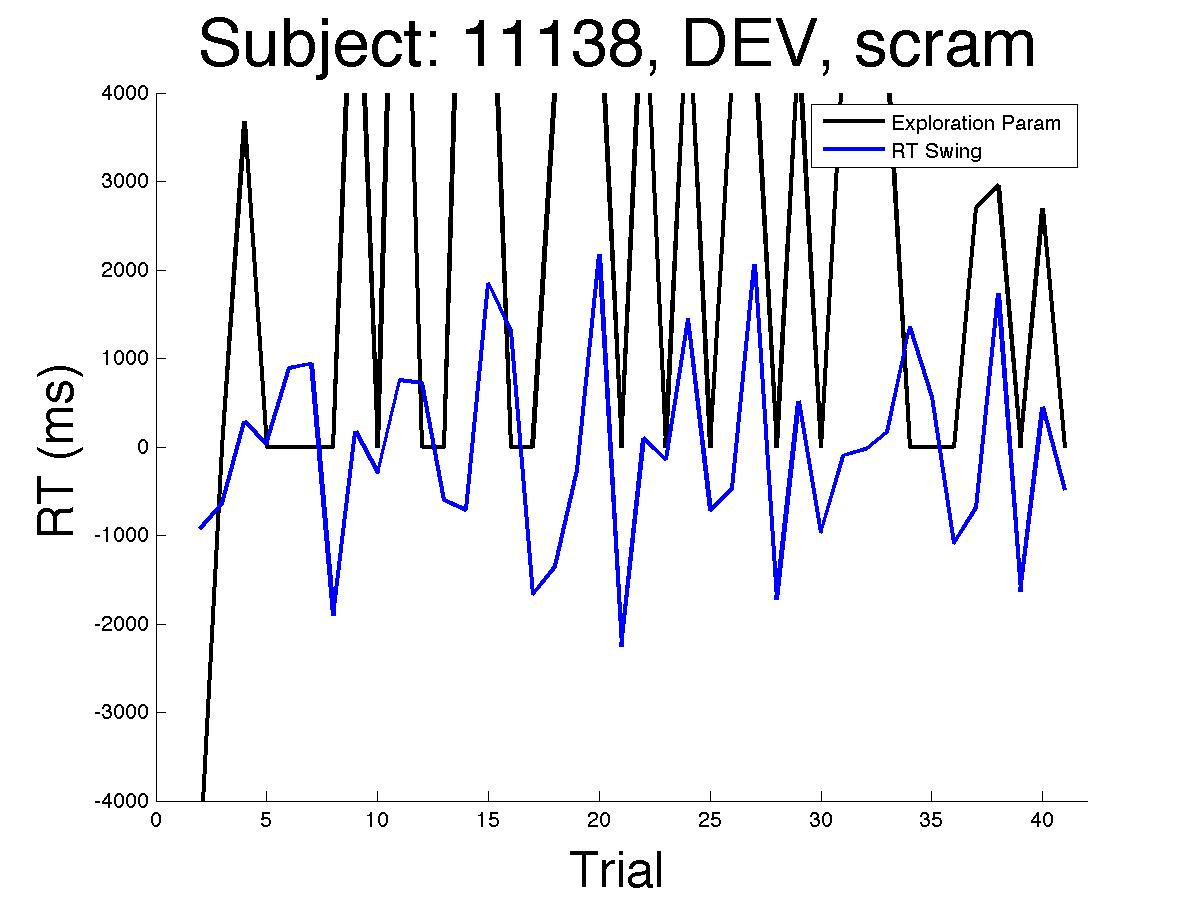 Subject: 11138, DEV, scram
4000
3000
2000
1000
0
-1000
-2000
-3000
-4000
RT (ms)
Exploration Param
RT Swing
0 5 10 15 20 25 30 35 40
Trial